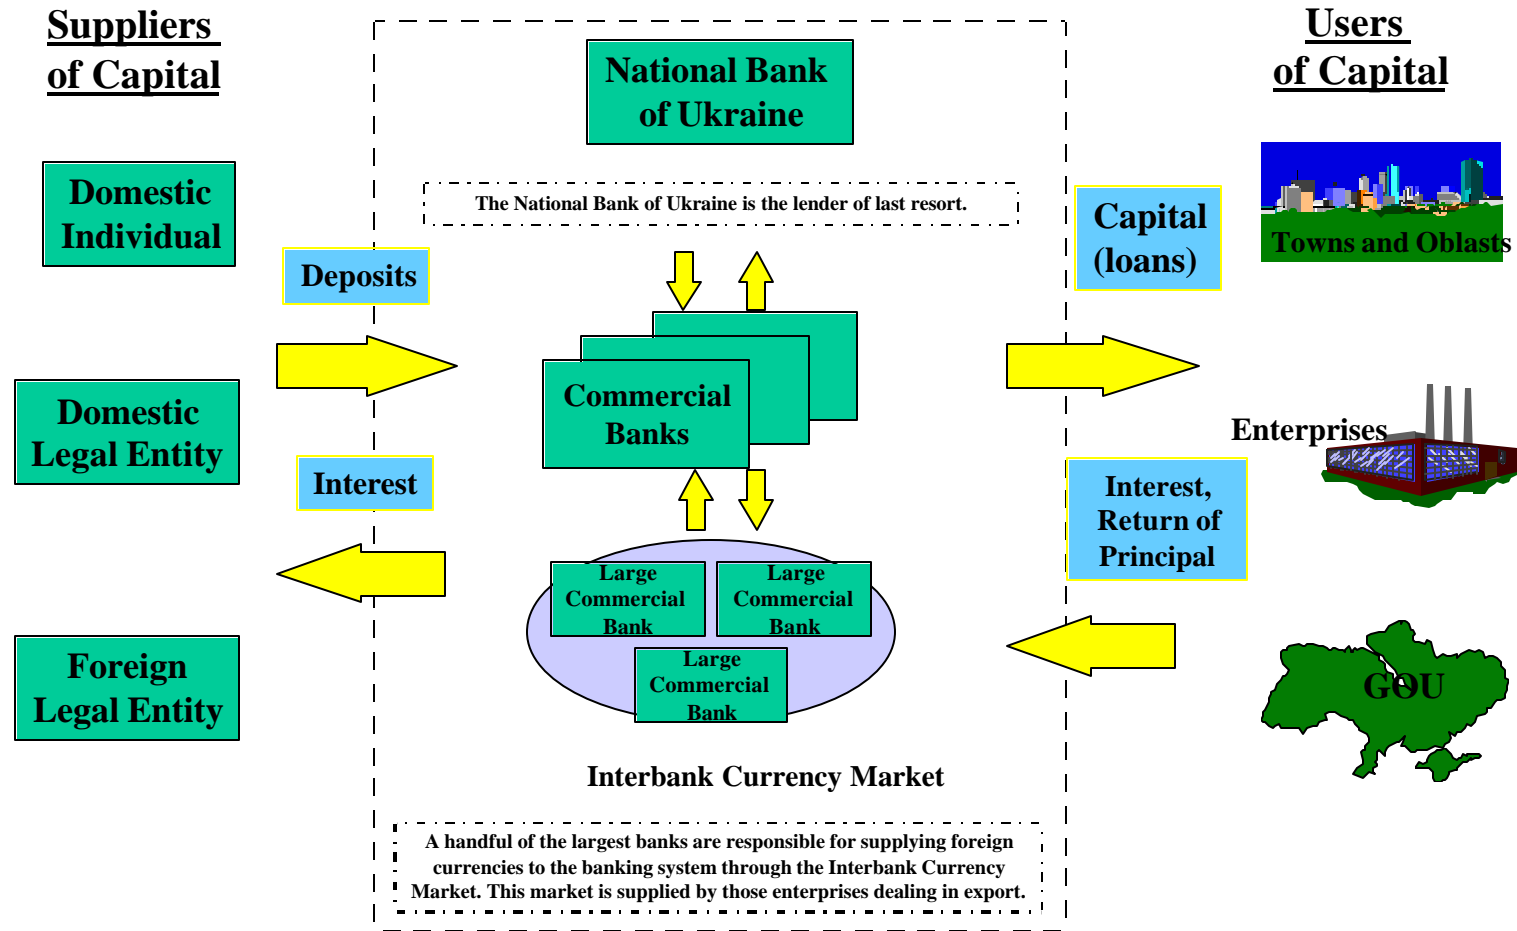 Suppliers
of Capital
Domestic
Individual
Domestic
Legal Entity
Foreign
Legal Entity
Deposits
Interest
National Bank
of Ukraine
The National Bank of Ukraine is the lender of last resort.
Commercial
Banks
Large
Commercial
Bank
Large
Commercial
Bank
Large
Commercial
Bank
Interbank Currency Market
A handful of the largest banks are responsible for supplying foreign
currencies to the banking system through the Interbank Currency
Market. This market is supplied by those enterprises dealing in export.
Capital
(loans)
Interest,
Return of
Principal
Users
of Capital
Towns and Oblasts
Enterprises
GOU